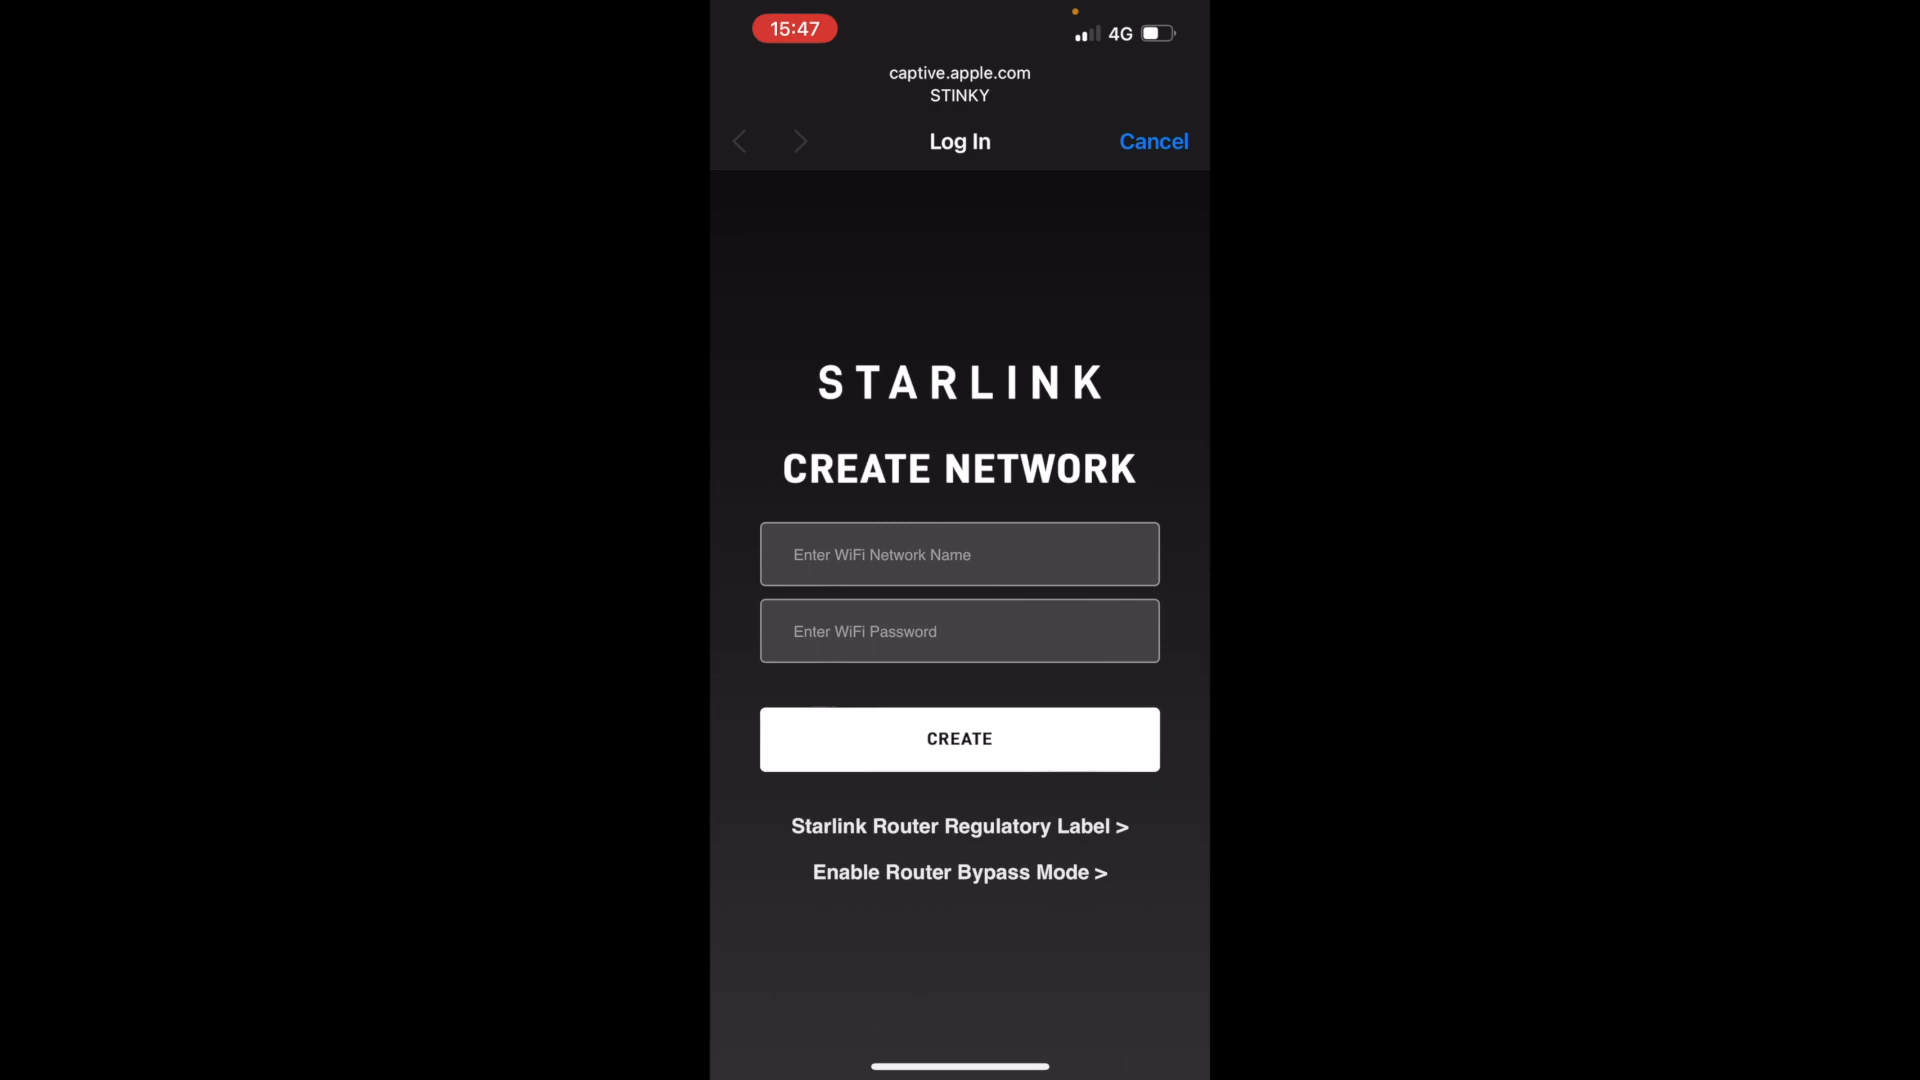 15:47
4G
captive.apple.com
STINKY
Log In
Cancel
STARLINK
CREATE NETWORK
Enter WiFi Network Name
Enter WiFi Password
CREATE
Starlink Router Regulatory Label >
Enable Router Bypass Mode >